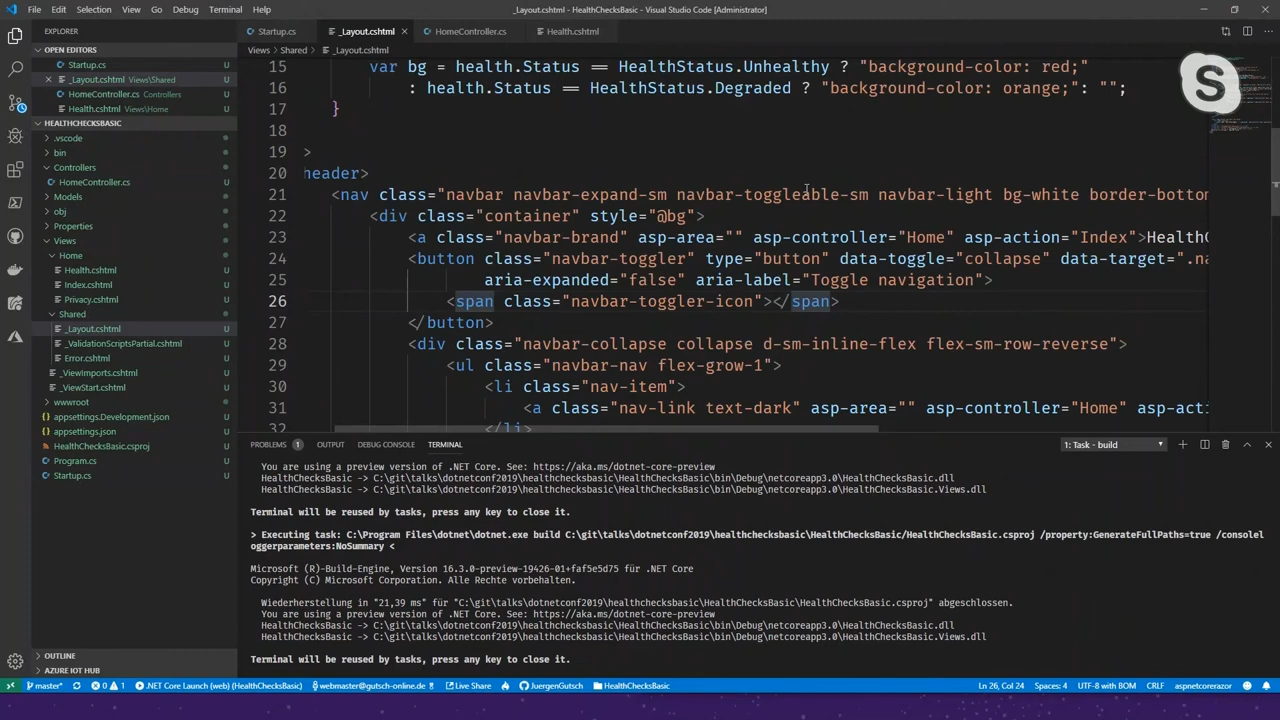 File Edit Selection View Go Debug Terminal Help
_Layout.cshtml - HealthChecksBasic - Visual Studio Code [Administrator]
EXPLORER
OPEN EDITORS
Startup.cs U
_Layout.cshtml Views\Shared U
HomeController.cs Controllers U
Health.cshtml Views\Home U
HEALTHCHECKSBASIC
.vscode
bin
Controllers
HomeController.cs U
Models
obj
Properties
Views
Home
Health.cshtml U
Index.cshtml U
Privacy.cshtml U
Shared
_Layout.cshtml U
_ValidationScriptsPartial.cshtml U
Error.cshtml U
_ViewImports.cshtml U
_ViewStart.cshtml U
wwwroot
appsettings.Development.json U
appsettings.json U
HealthChecksBasic.csproj U
Program.cs U
Startup.cs U
OUTLINE
AZURE IOT HUB
Startup.cs _Layout.cshtml HomeController.cs Health.cshtml
Views > Shared > _Layout.cshtml
15 var bg = health.Status == HealthStatus.Unhealthy ? "background-color: red;"
16 : health.Status == HealthStatus.Degraded ? "background-color: orange;": "";
17 }
18
19 >
20 header>
21 <nav class="navbar navbar-expand-sm navbar-toggleable-sm navbar-light bg-white border-bottom
22 <div class="container" style="@bg">
23 <a class="navbar-brand" asp-area="" asp-controller="Home" asp-action="Index">HealthC
24 <button class="navbar-toggler" type="button" data-toggle="collapse" data-target=".na
25 aria-expanded="false" aria-label="Toggle navigation">
26 <span class="navbar-toggler-icon"></span>
27 </button>
28 <div class="navbar-collapse collapse d-sm-inline-flex flex-sm-row-reverse">
29 <ul class="navbar-nav flex-grow-1">
30 <li class="nav-item">
31 <a class="nav-link text-dark" asp-area="" asp-controller="Home" asp-acti
32 </li>
S
PROBLEMS 1 OUTPUT DEBUG CONSOLE TERMINAL 1: Task - build
You are using a preview version of .NET Core. See: https://aka.ms/dotnet-core-preview
HealthChecksBasic -> C:\git\talks\dotnetconf2019\healthchecksbasic\HealthChecksBasic\bin\Debug\netcoreapp3.0\HealthChecksBasic.dll
HealthChecksBasic -> C:\git\talks\dotnetconf2019\healthchecksbasic\HealthChecksBasic\bin\Debug\netcoreapp3.0\HealthChecksBasic.Views.dll
Terminal will be reused by tasks, press any key to close it.
> Executing task: C:\Program Files\dotnet\dotnet.exe build C:\git\talks\dotnetconf2019\healthchecksbasic\HealthChecksBasic/HealthChecksBasic.csproj /property:GenerateFullPaths=true /consolel
oggerparameters:NoSummary <
Microsoft (R)-Build-Engine, Version 16.3.0-preview-19426-01+faf5e5d75 für .NET Core
Copyright (C) Microsoft Corporation. Alle Rechte vorbehalten.
Wiederherstellung in "21,39 ms" für "C:\git\talks\dotnetconf2019\healthchecksbasic\HealthChecksBasic\HealthChecksBasic.csproj" abgeschlossen.
You are using a preview version of .NET Core. See: https://aka.ms/dotnet-core-preview
HealthChecksBasic -> C:\git\talks\dotnetconf2019\healthchecksbasic\HealthChecksBasic\bin\Debug\netcoreapp3.0\HealthChecksBasic.dll
HealthChecksBasic -> C:\git\talks\dotnetconf2019\healthchecksbasic\HealthChecksBasic\bin\Debug\netcoreapp3.0\HealthChecksBasic.Views.dll
Terminal will be reused by tasks, press any key to close it.
master* 0 1 .NET Core Launch (web) (HealthChecksBasic) webmaster@gutsch-online.de Live Share JuergenGutsch HealthChecksBasic Ln 26, Col 24 Spaces: 4 UTF-8 with BOM CRLF aspnetcorerazor